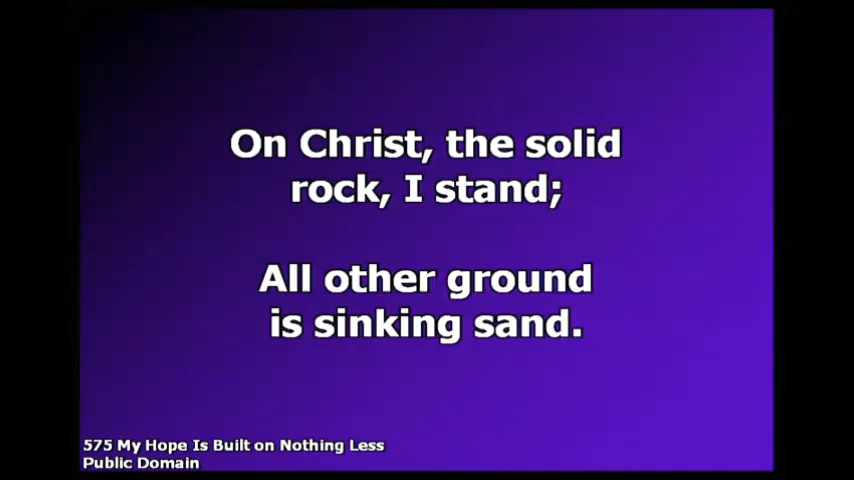 On Christ, the solid
rock, I stand;
All other ground
is sinking sand.
575 My Hope Is Built on Nothing Less
Public Domain